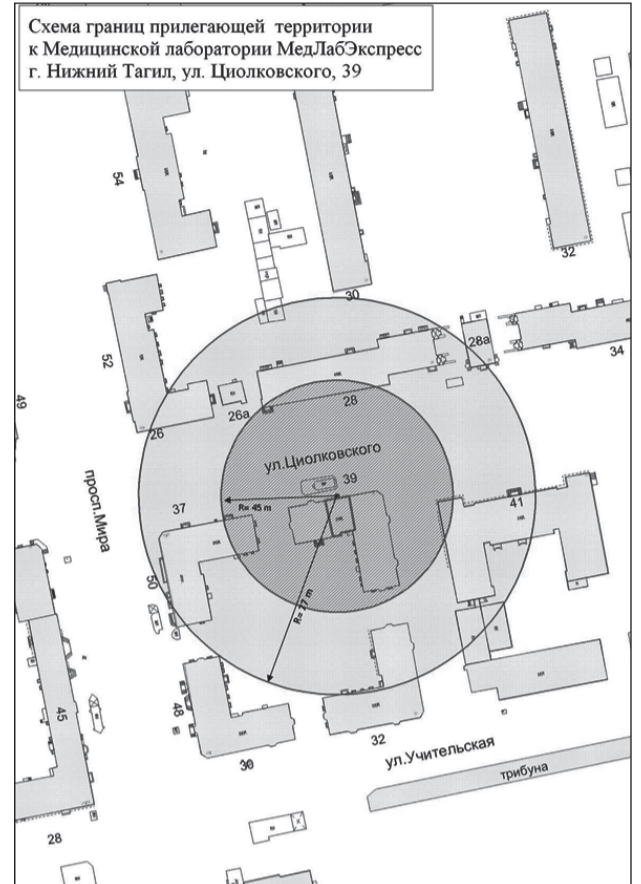 Схема границ прилегающей территории
к Медицинской лаборатории МедЛабЭкспресс
г. Нижний Тагил, ул. Циолковского, 39
54
32
30
52
28а
34
49
26
26а
28
ул.Циолковского
39
просп.Мира
37
R= 45 m
41
50
R= 77 m
45
48
30
32
ул.Учительская
трибуна
28